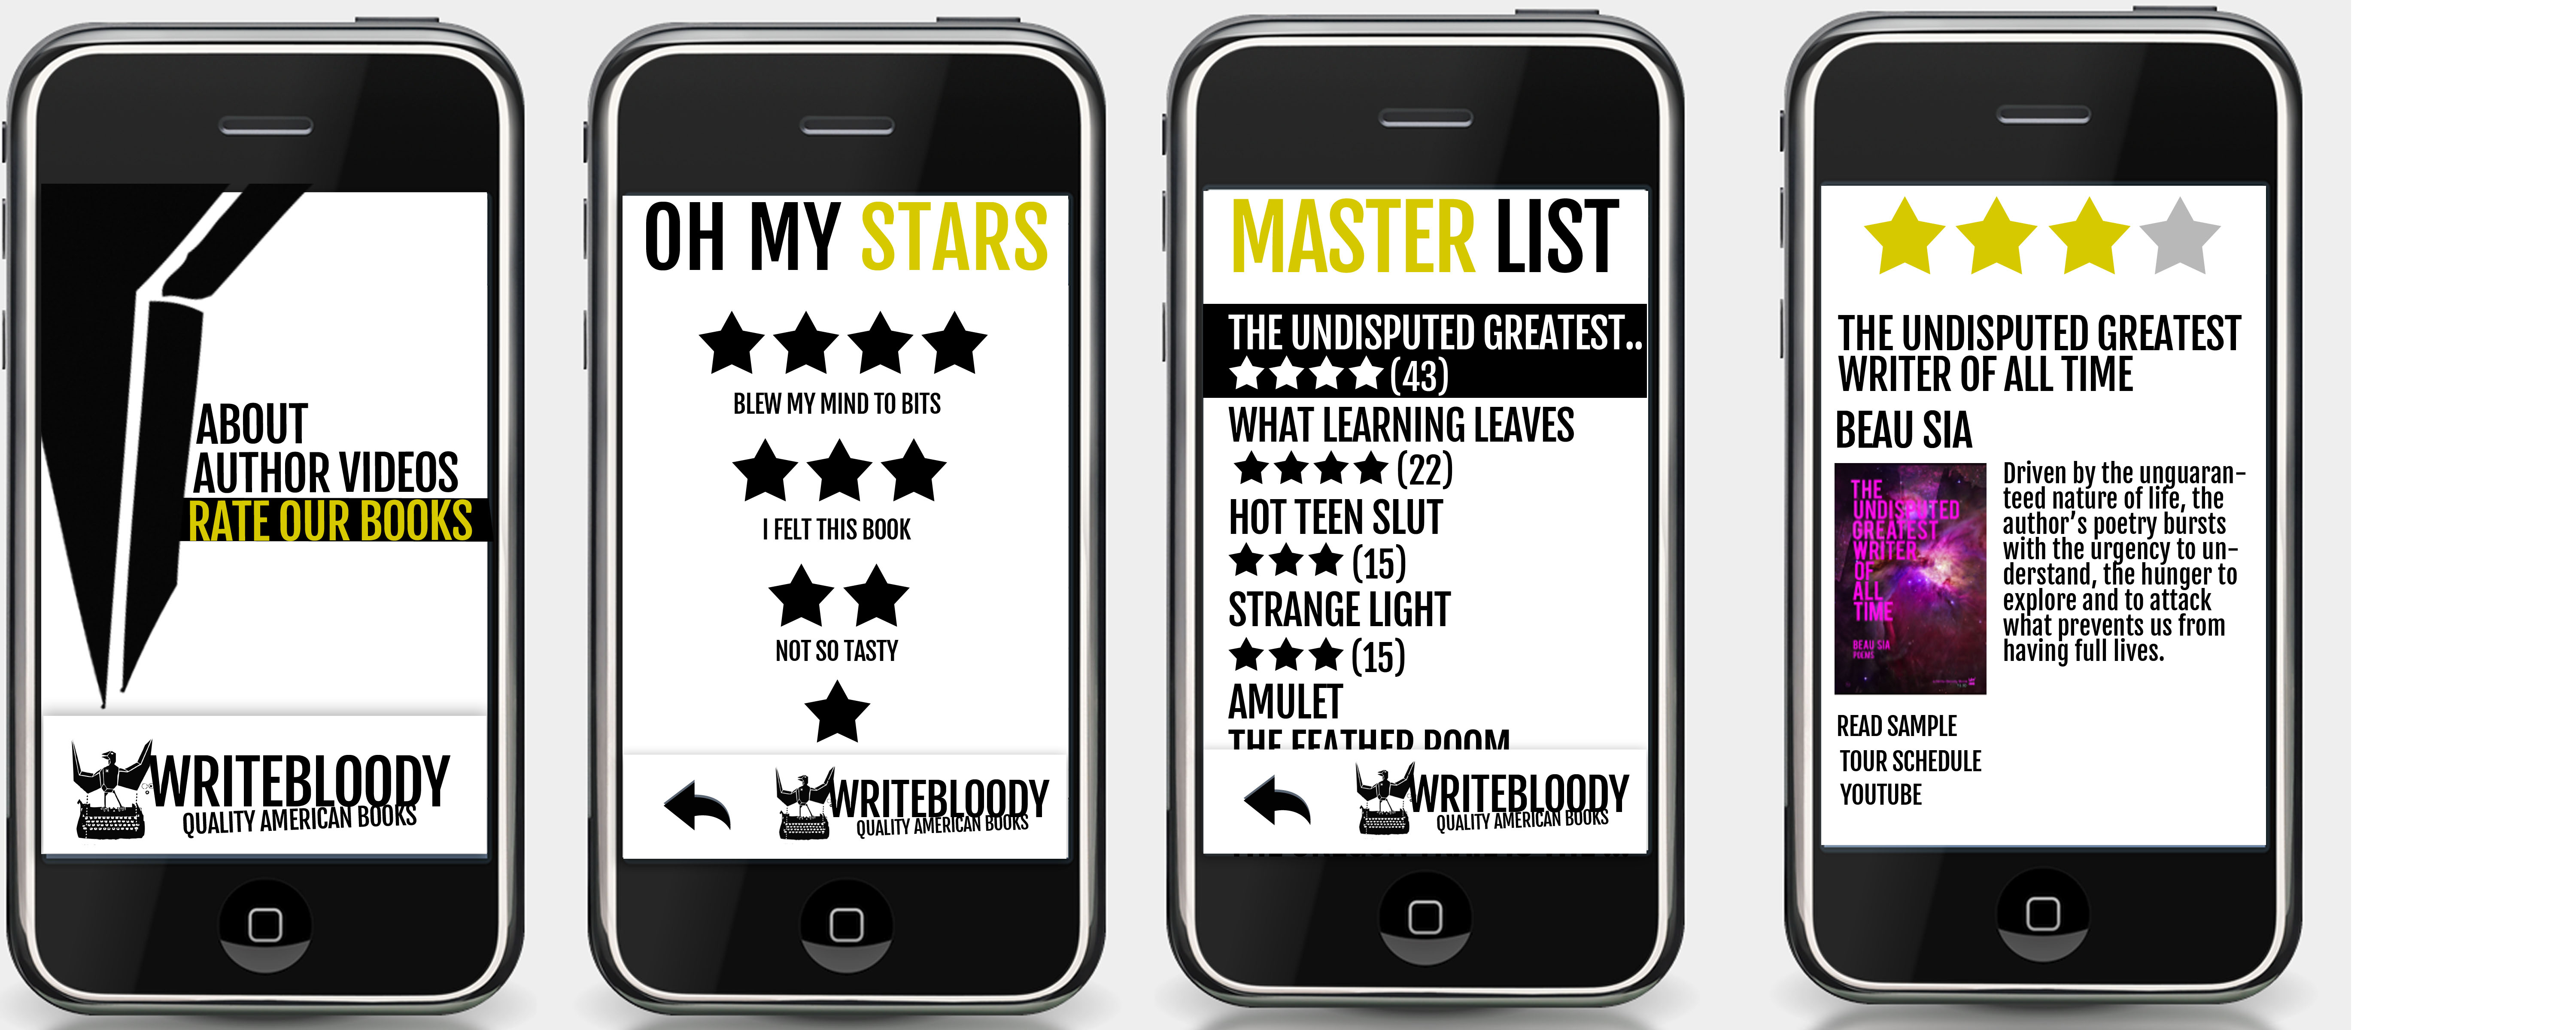 ABOUT
AUTHOR VIDEOS
RATE OUR BOOKS
WRITEBLOODY
QUALITY AMERICAN BOOKS
OH MY STARS
BLEW MY MIND TO BITS
I FELT THIS BOOK
NOT SO TASTY
WRITEBLOODY
QUALITY AMERICAN BOOKS
MASTER LIST
THE UNDISPUTED GREATEST..
(43)
WHAT LEARNING LEAVES
(22)
HOT TEEN SLUT
(15)
STRANGE LIGHT
(15)
AMULET
THE FEATHER ROOM
WRITEBLOODY
QUALITY AMERICAN BOOKS
THE UNDISPUTED GREATEST
WRITER OF ALL TIME
BEAU SIA
THE
UNDISPUTED
GREATEST
WRITER
OF
ALL
TIME
BEAU SIA
POEMS
Driven by the unguaran-
teed nature of life, the
author's poetry bursts
with the urgency to un-
derstand, the hunger to
explore and to attack
what prevents us from
having full lives.
READ SAMPLE
TOUR SCHEDULE
YOUTUBE